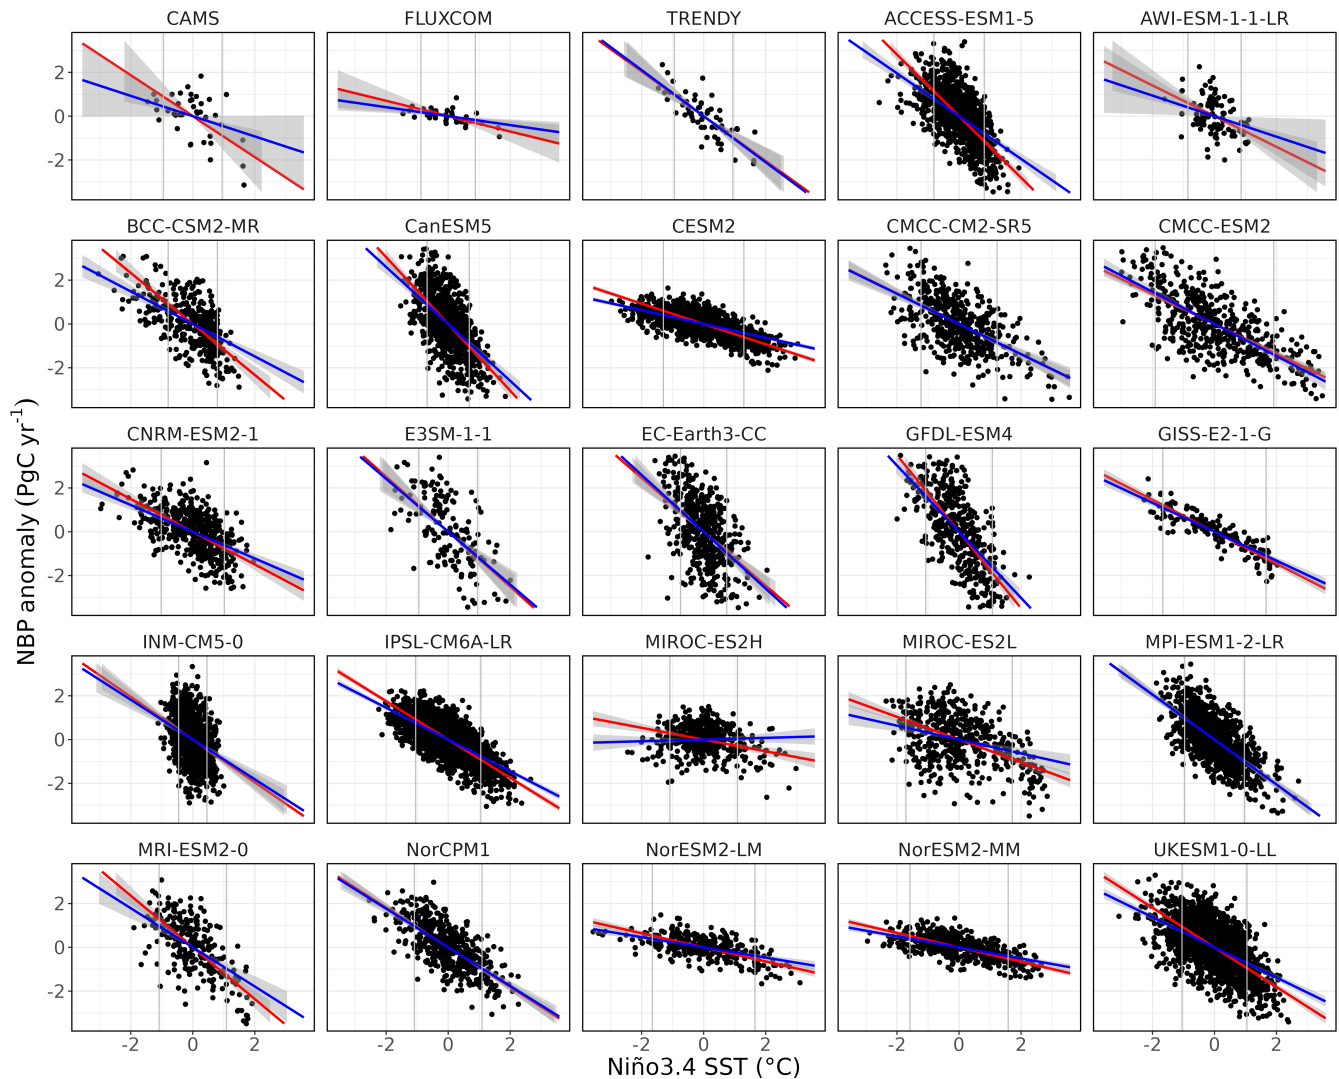 CAMS FLUXCOM TRENDY ACCESS-ESM1-5 AWI-ESM-1-1-LR
2
0
-2
BCC-CSM2-MR CanESM5 CESM2 CMCC-CM2-SR5 CMCC-ESM2
2
0
-2
NBP anomaly (PgC yr⁻¹)
CNRM-ESM2-1 E3SM-1-1 EC-Earth3-CC GFDL-ESM4 GISS-E2-1-G
2
0
-2
INM-CM5-0 IPSL-CM6A-LR MIROC-ES2H MIROC-ES2L MPI-ESM1-2-LR
2
0
-2
MRI-ESM2-0 NorCPM1 NorESM2-LM NorESM2-MM UKESM1-0-LL
2
0
-2
-2 0 2 -2 0 2 -2 0 2 -2 0 2 -2 0 2
Niño3.4 SST (°C)